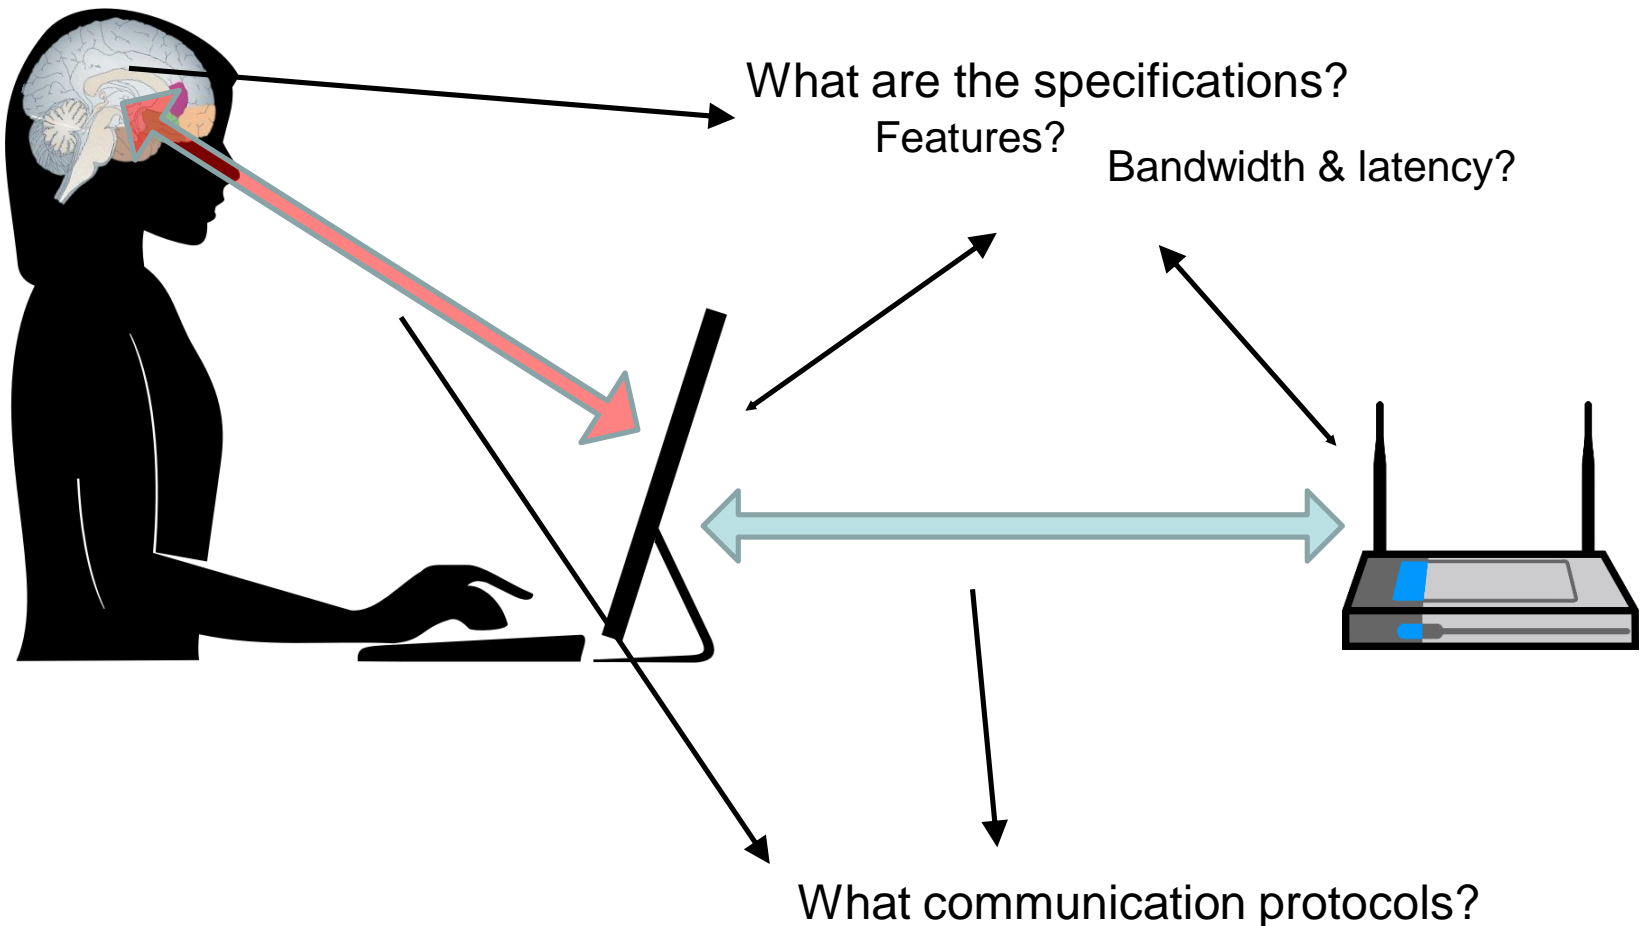 What are the specifications?
Features?
Bandwidth & latency?
What communication protocols?